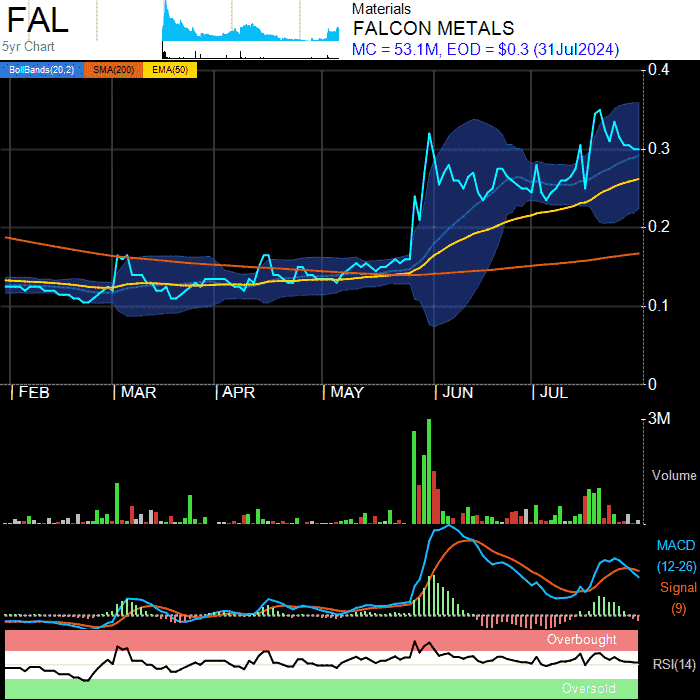 FAL
5yr Chart
Materials
FALCON METALS
MC = 53.1M, EOD = $0.3 (31Jul2024)
BollBands(20,2) SMA(200) EMA(50)
0.4
0.3
0.2
0.1
0
FEB MAR APR MAY JUN JUL
3M
Volume
MACD
(12-26)
Signal
(9)
Overbought
RSI(14)
Oversold